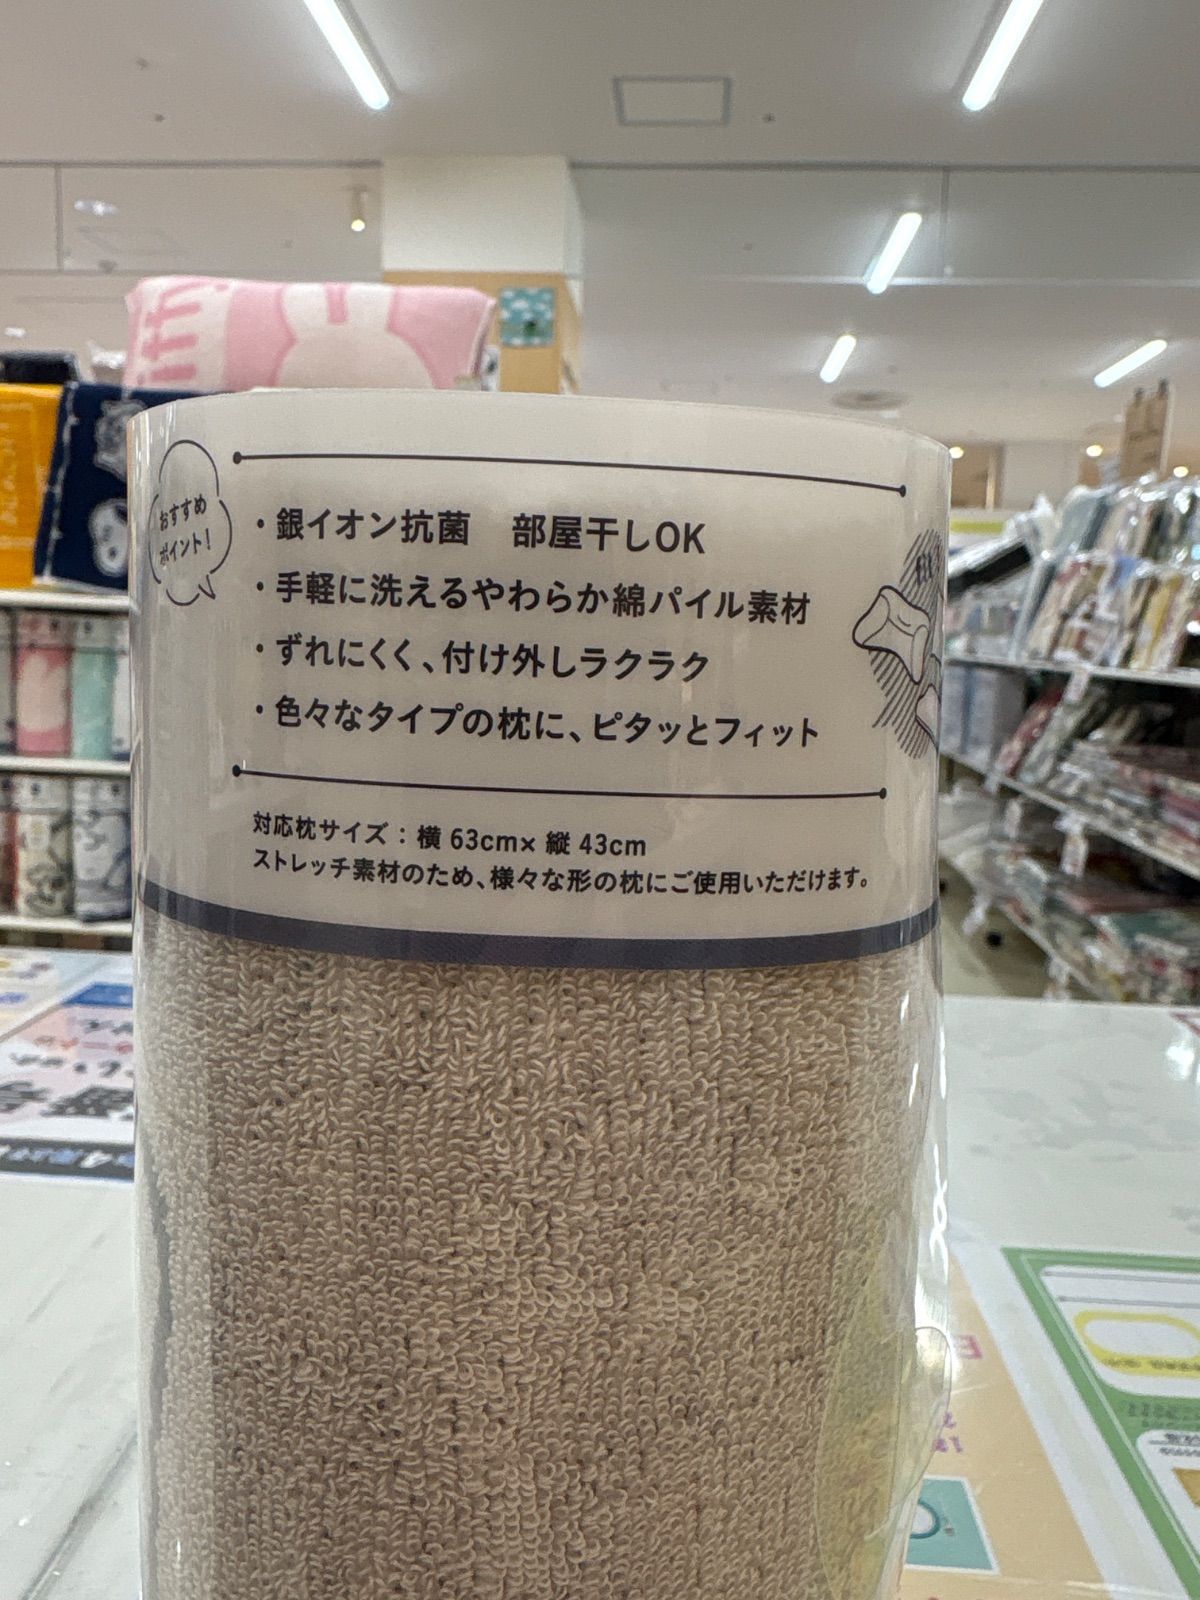 おすすめ
ポイント！
・銀イオン抗菌　部屋干しOK
・手軽に洗えるやわらか綿パイル素材
・ずれにくく、付け外しラクラク
・色々なタイプの枕に、ピタッとフィット
対応枕サイズ：横 63cm× 縦 43cm
ストレッチ素材のため、様々な形の枕にご使用いただけます。